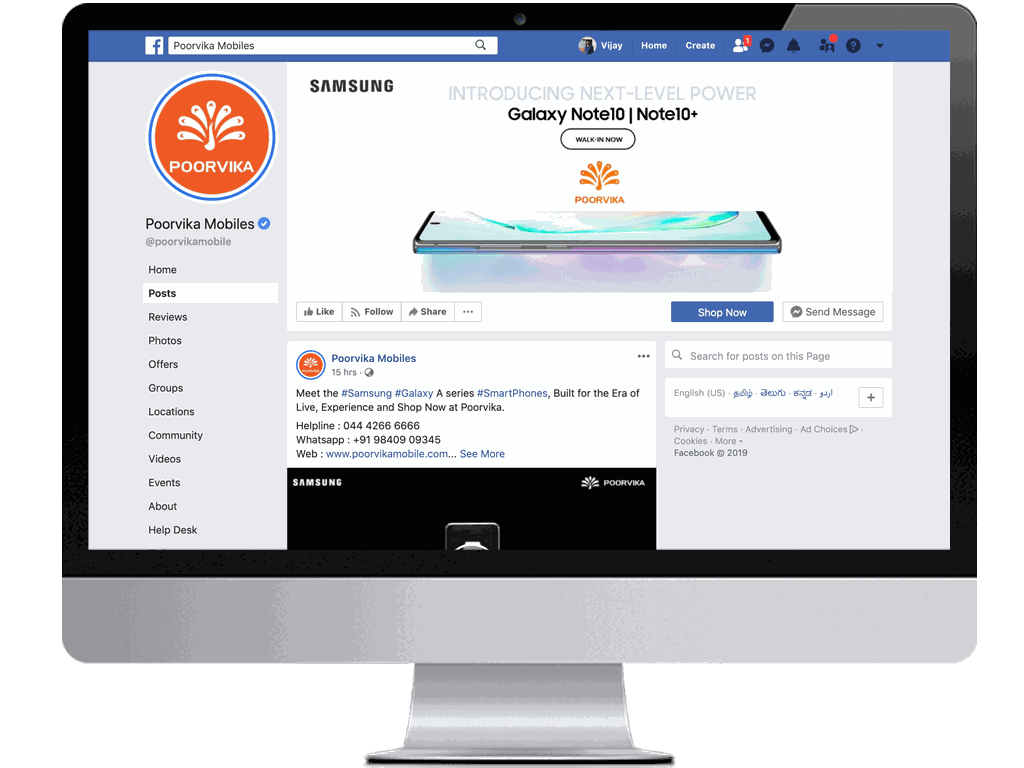 Poorvika Mobiles
Vijay
Home
Create
1
POORVIKA
Poorvika Mobiles
@poorvikamobile
Home
Posts
Reviews
Photos
Offers
Groups
Locations
Community
Videos
Events
About
Help Desk
SAMSUNG
INTRODUCING NEXT-LEVEL POWER
Galaxy Note10 | Note10+
WALK-IN NOW
POORVIKA
Like
Follow
Share
Shop Now
Send Message
Poorvika Mobiles
15 hrs ·
Meet the #Samsung #Galaxy A series #SmartPhones, Built for the Era of
Live, Experience and Shop Now at Poorvika.
Helpline : 044 4266 6666
Whatsapp : +91 98409 09345
Web : www.poorvikamobile.com... See More
SAMSUNG
POORVIKA
Search for posts on this Page
English (US) · தமிழ் · తెలుగు · ಕನ್ನಡ · اردو
Privacy · Terms · Advertising · Ad Choices ·
Cookies · More
Facebook © 2019